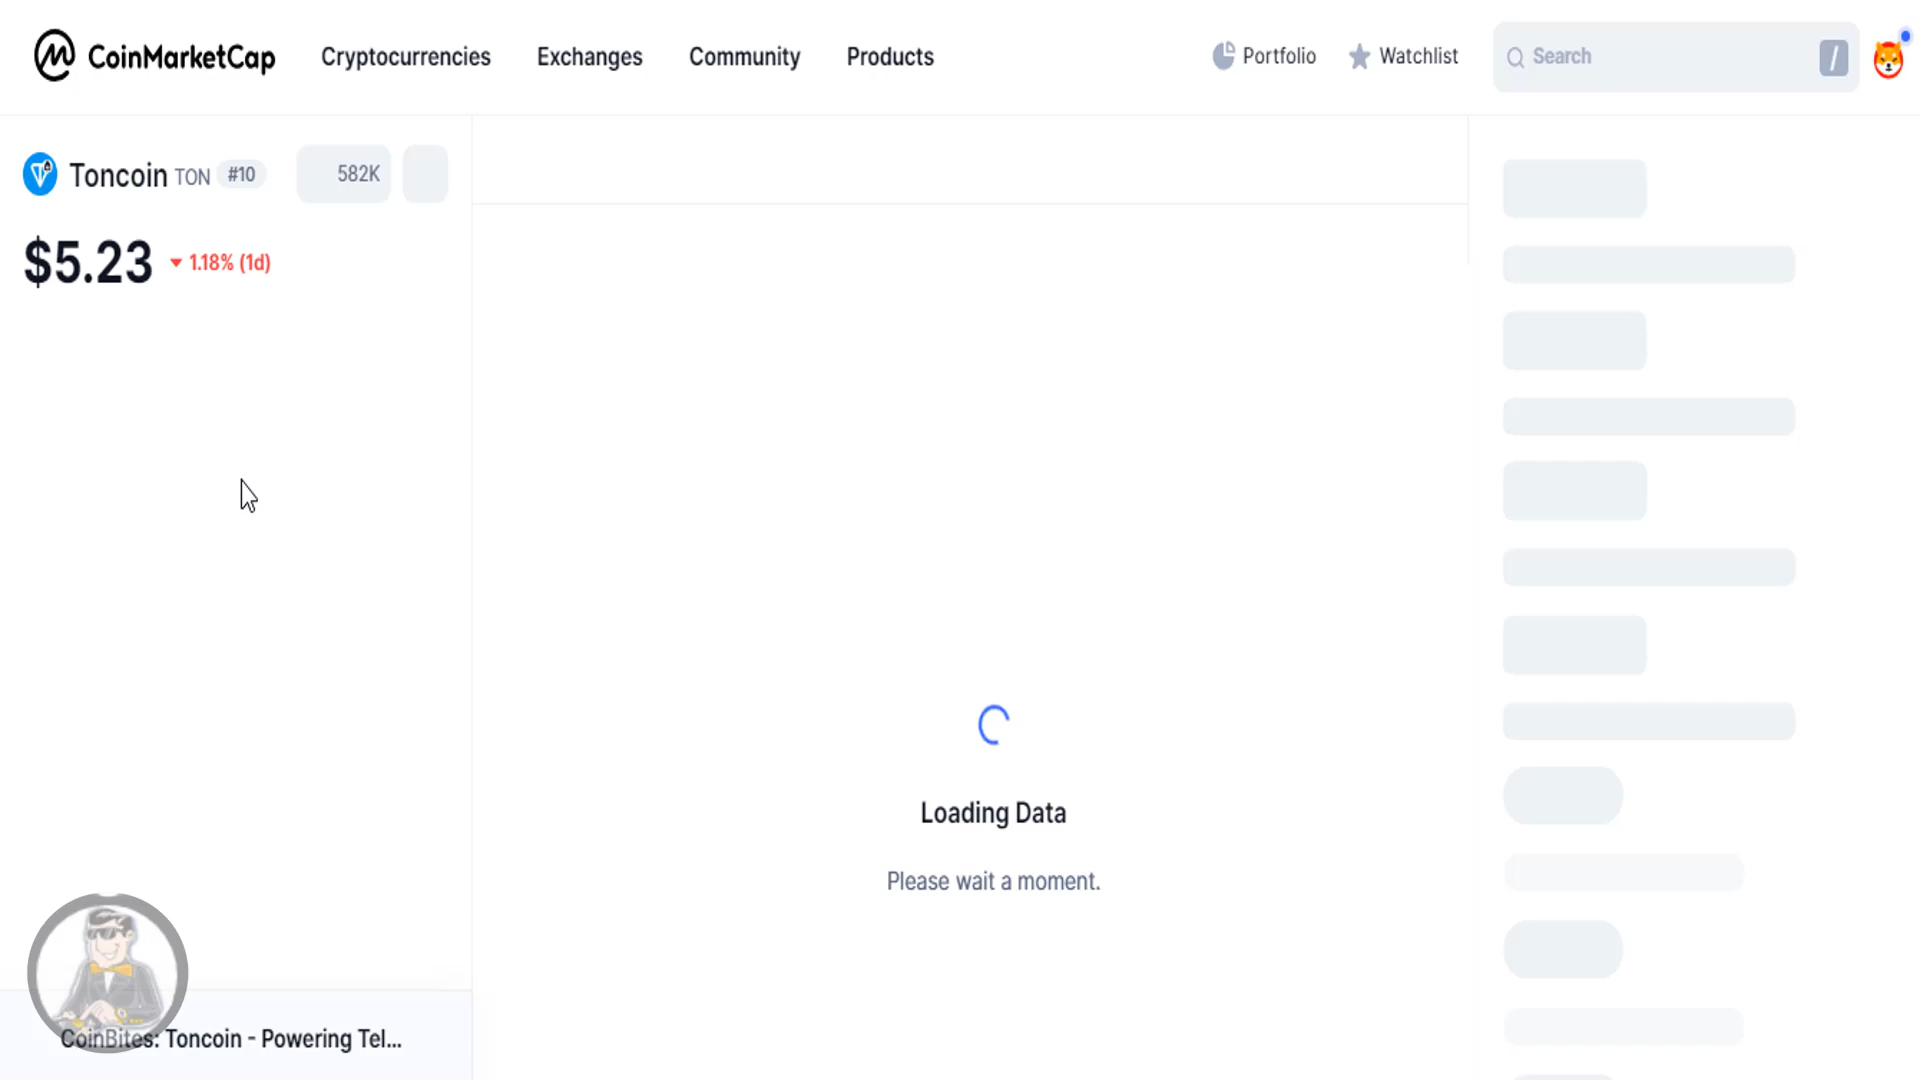 CoinMarketCap Cryptocurrencies Exchanges Community Products Portfolio Watchlist Search /
Toncoin TON #10 582K
$5.23 1.18% (1d)
Loading Data
Please wait a moment.
CoinBites: Toncoin - Powering Tel...